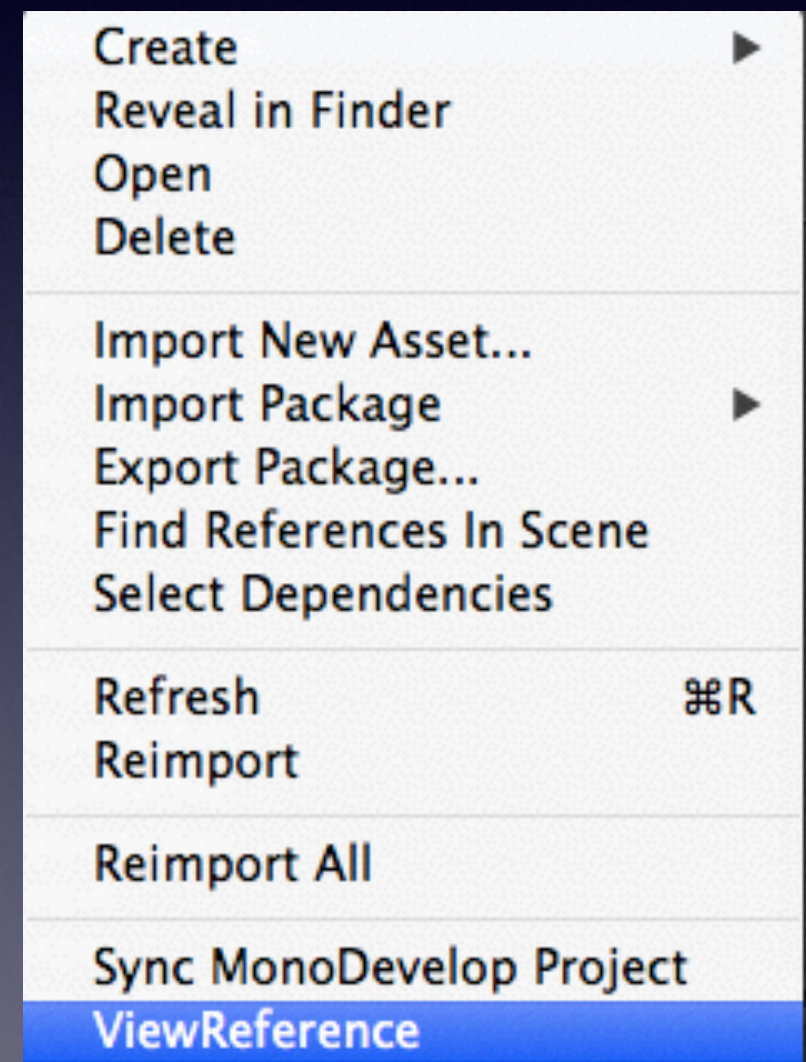 Create
Reveal in Finder
Open
Delete
Import New Asset...
Import Package
Export Package...
Find References In Scene
Select Dependencies
Refresh ⌘R
Reimport
Reimport All
Sync MonoDevelop Project
ViewReference